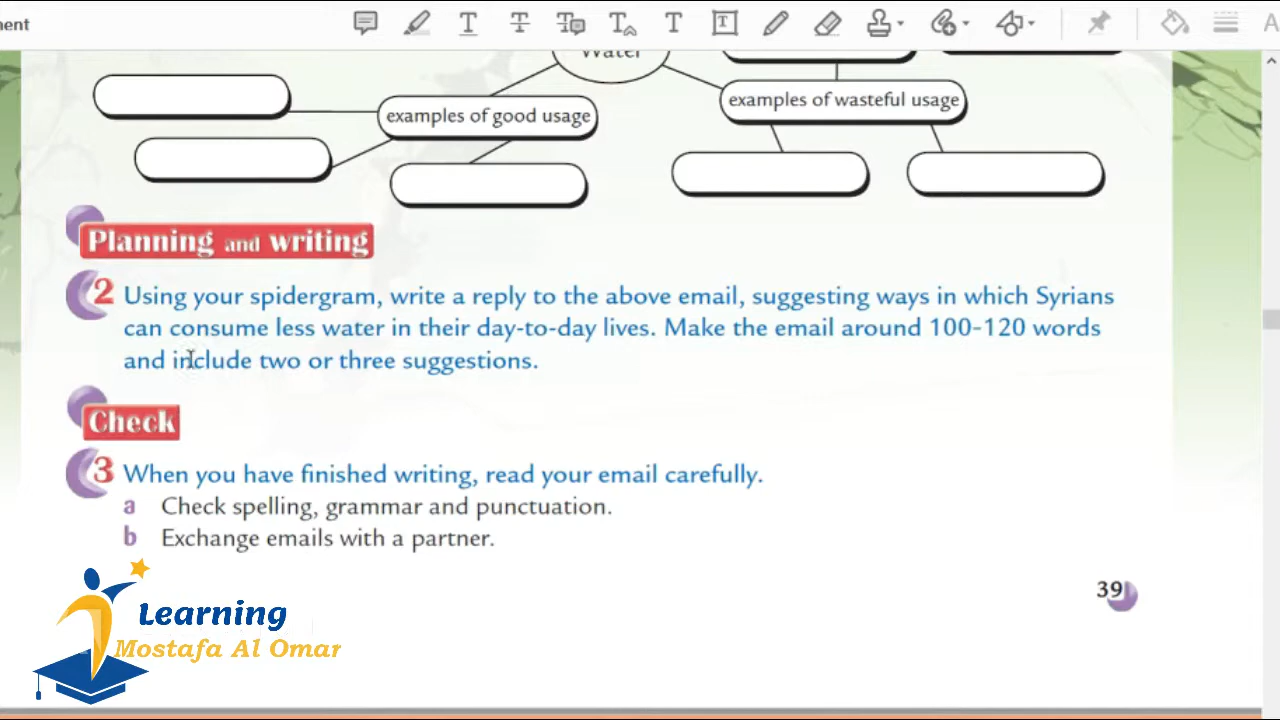 ment
T T T T T T
A
Water
examples of good usage
examples of wasteful usage
Planning and writing
2 Using your spidergram, write a reply to the above email, suggesting ways in which Syrians
can consume less water in their day-to-day lives. Make the email around 100-120 words
and include two or three suggestions.
Check
3 When you have finished writing, read your email carefully.
a Check spelling, grammar and punctuation.
b Exchange emails with a partner.
39
Learning
Mostafa Al Omar